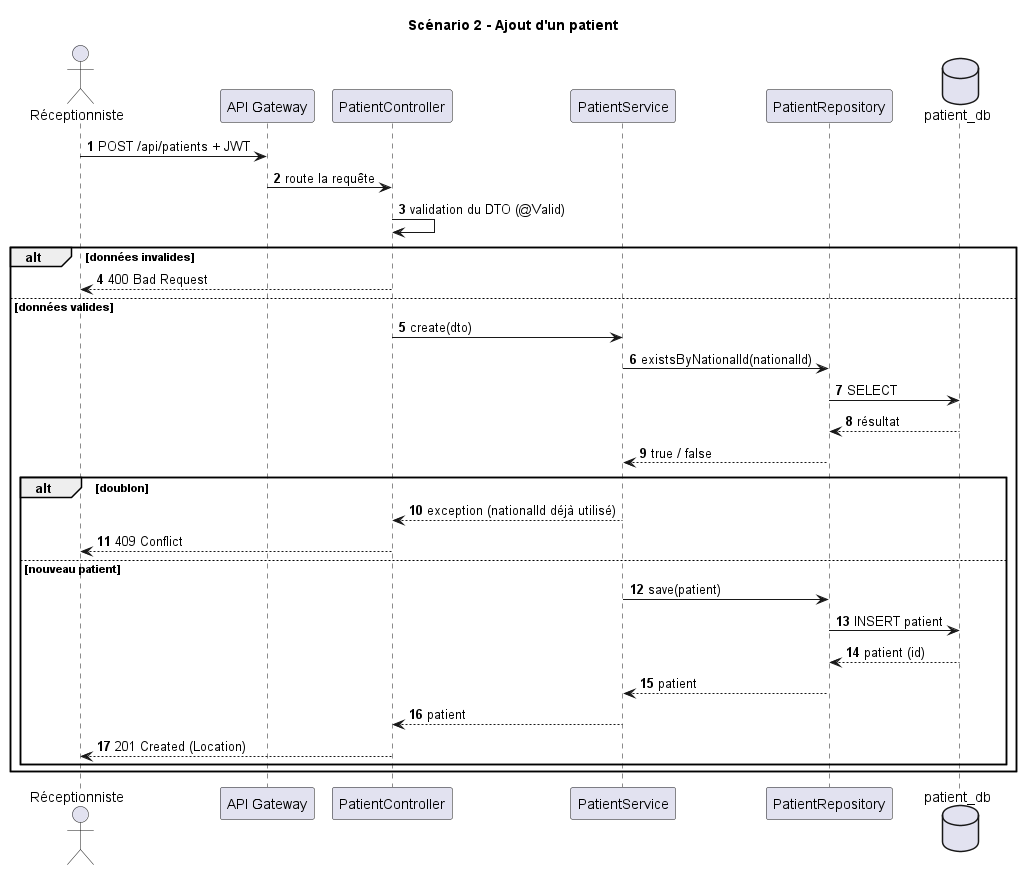 Scénario 2 - Ajout d'un patient
Réceptionniste
API Gateway
PatientController
PatientService
PatientRepository
patient_db
1 POST /api/patients + JWT
2 route la requête
3 validation du DTO (@Valid)
alt [données invalides]
4 400 Bad Request
[données valides]
5 create(dto)
6 existsByNationalId(nationalId)
7 SELECT
8 résultat
9 true / false
alt [doublon]
10 exception (nationalId déjà utilisé)
11 409 Conflict
[nouveau patient]
12 save(patient)
13 INSERT patient
14 patient (id)
15 patient
16 patient
17 201 Created (Location)
Réceptionniste
API Gateway
PatientController
PatientService
PatientRepository
patient_db